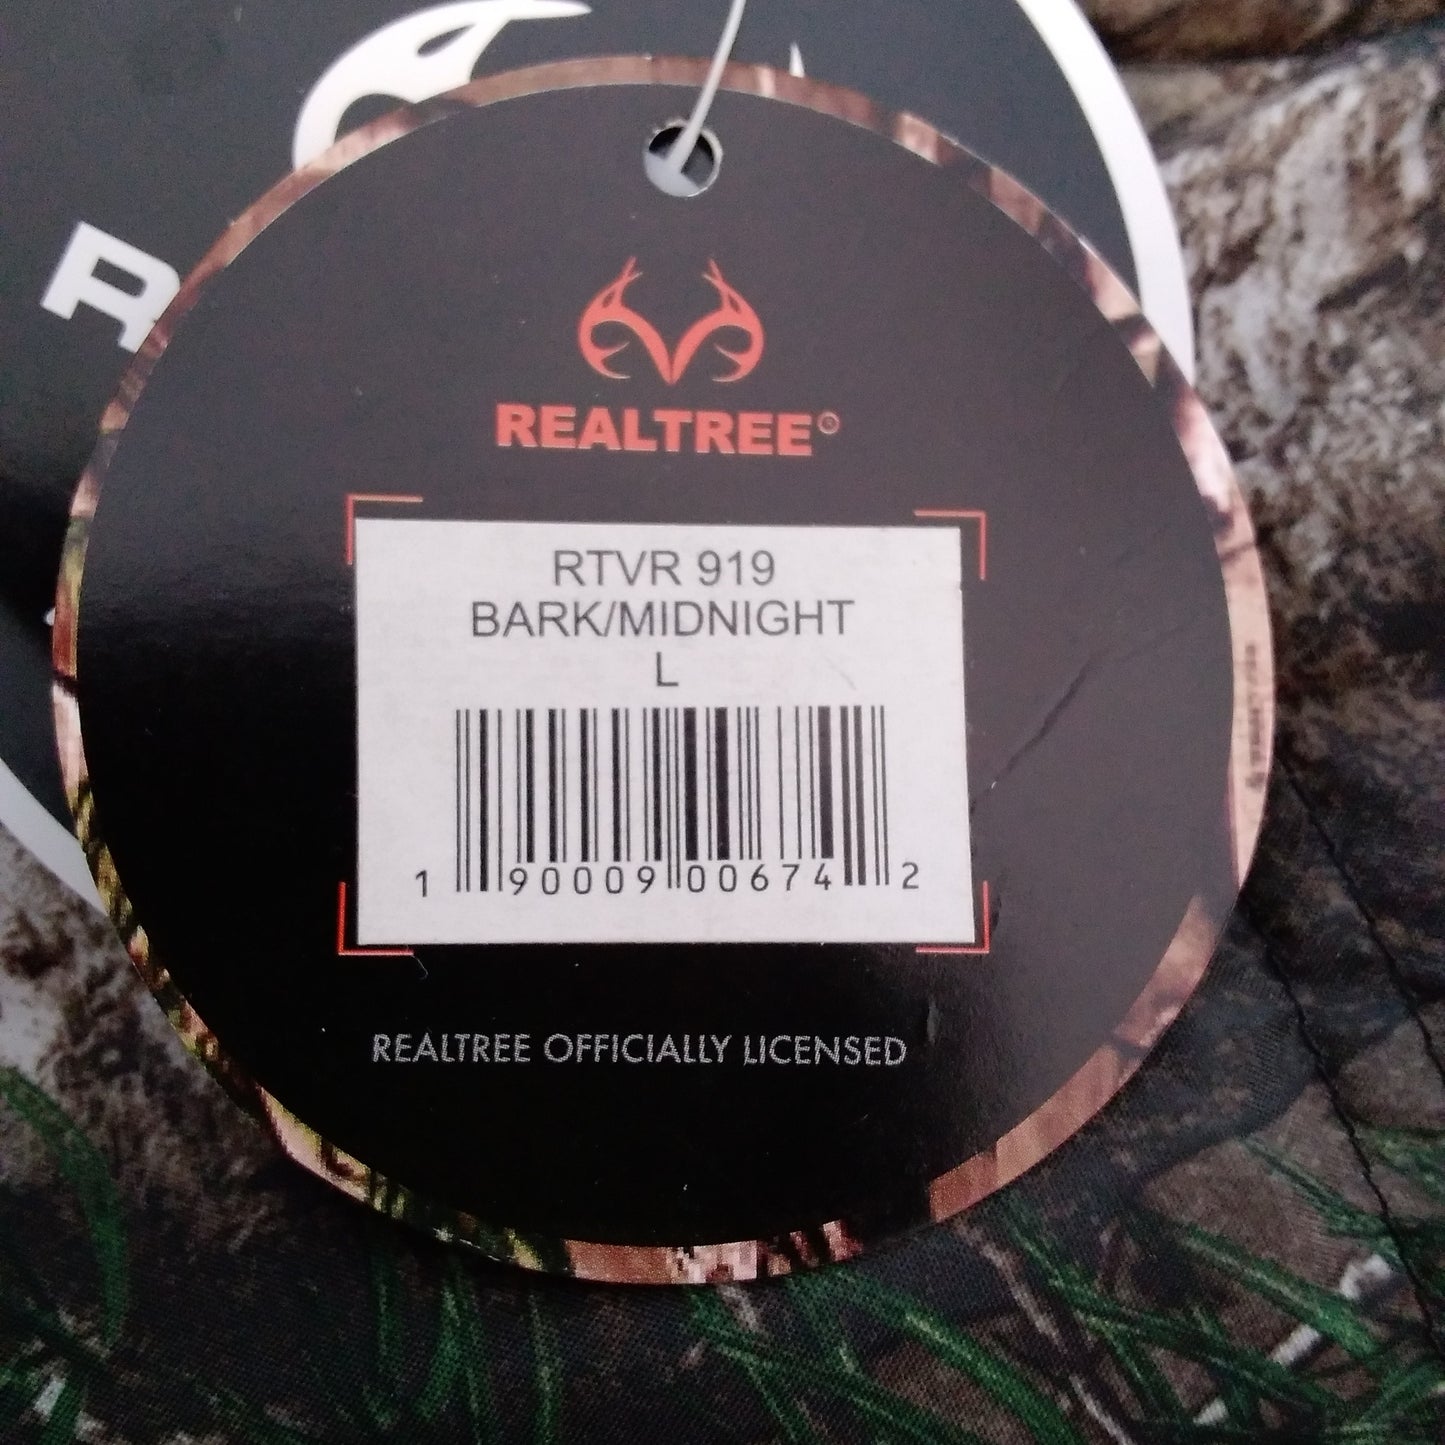 R
REALTREE®
RTVR 919
BARK/MIDNIGHT
L
1 90009 00674 2
REALTREE OFFICIALLY LICENSED